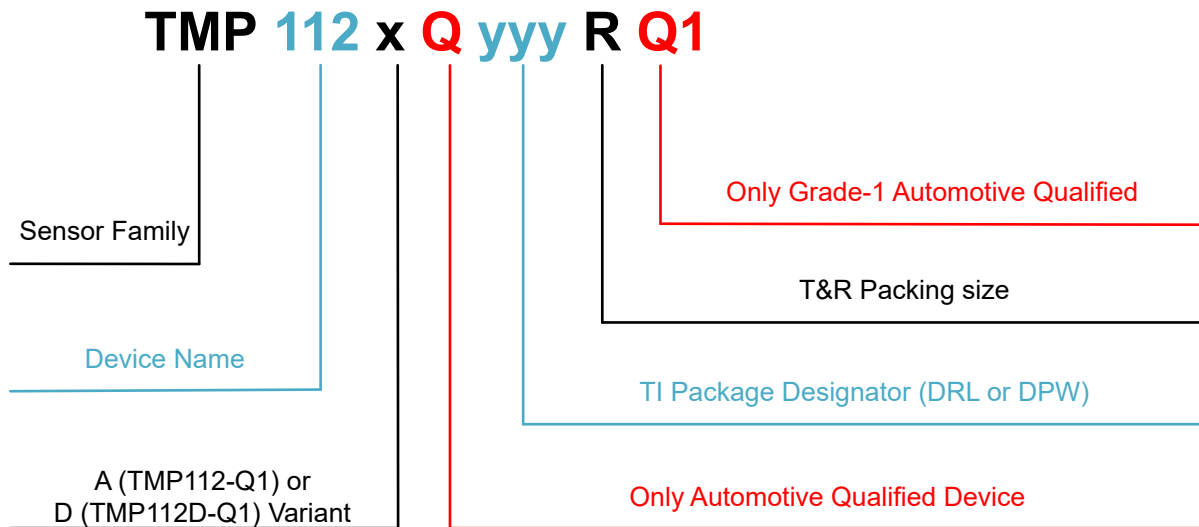 TMP 112 x Q yyy R Q1
Only Grade-1 Automotive Qualified
Sensor Family
T&R Packing size
Device Name
TI Package Designator (DRL or DPW)
A (TMP112-Q1) or
D (TMP112D-Q1) Variant
Only Automotive Qualified Device